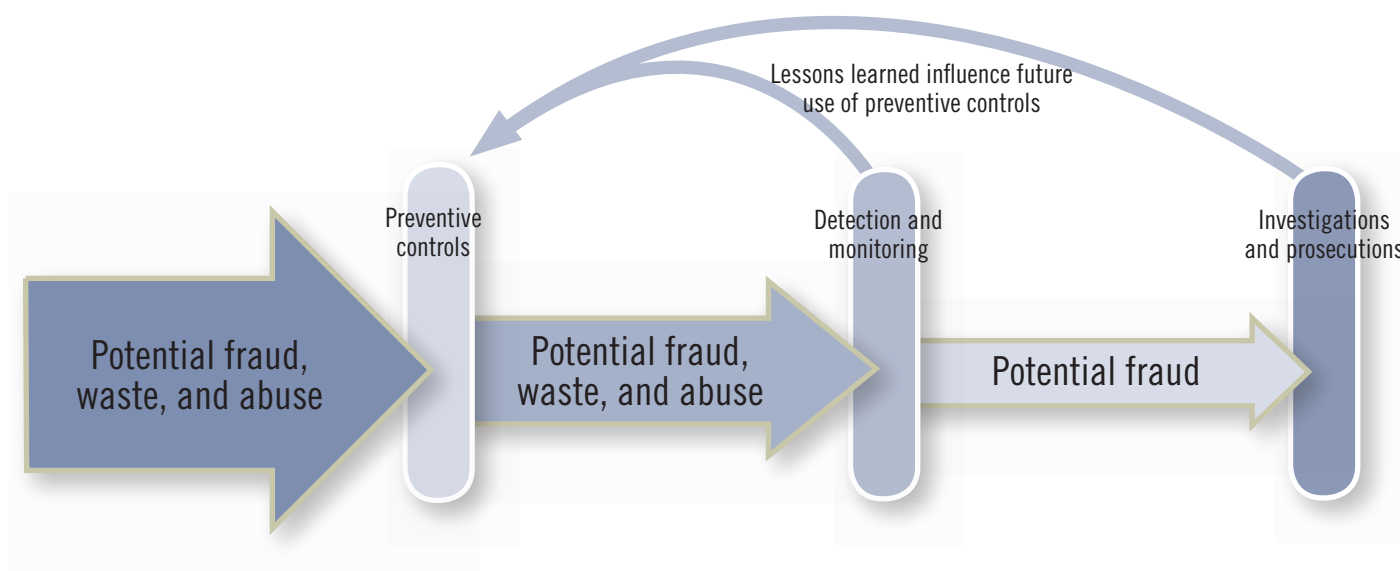 Lessons learned influence future
use of preventive controls
Preventive
controls
Detection and
monitoring
Investigations
and prosecutions
Potential fraud,
waste, and abuse
Potential fraud,
waste, and abuse
Potential fraud